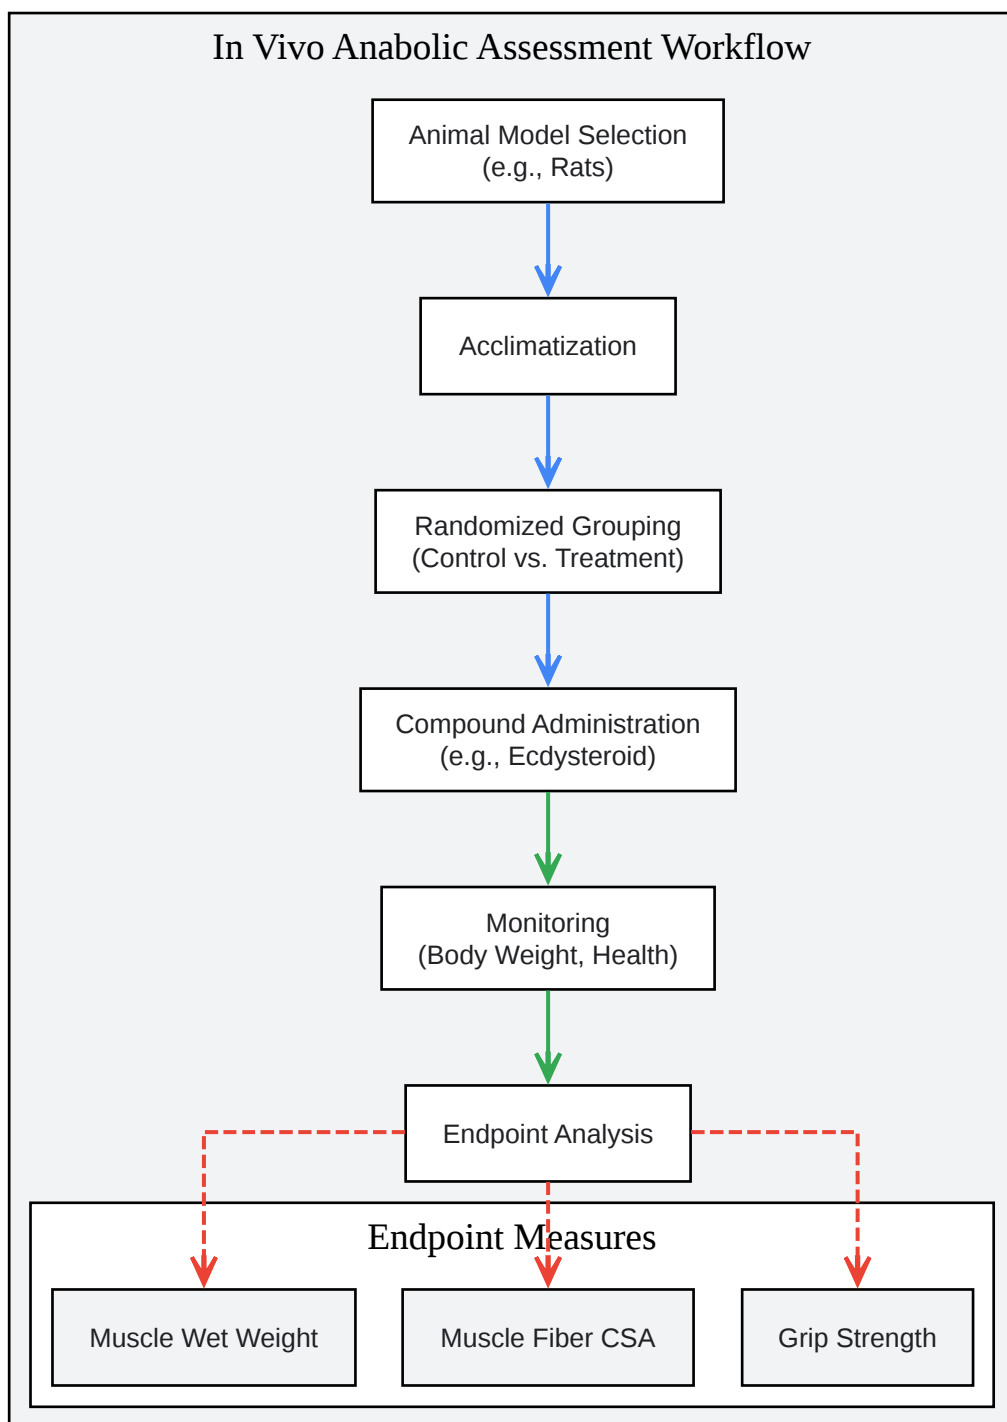 In Vivo Anabolic Assessment Workflow
Animal Model Selection
(e.g., Rats)
Acclimatization
Randomized Grouping
(Control vs. Treatment)
Compound Administration
(e.g., Ecdysteroid)
Monitoring
(Body Weight, Health)
Endpoint Analysis
Endpoint Measures
Muscle Wet Weight
Muscle Fiber CSA
Grip Strength